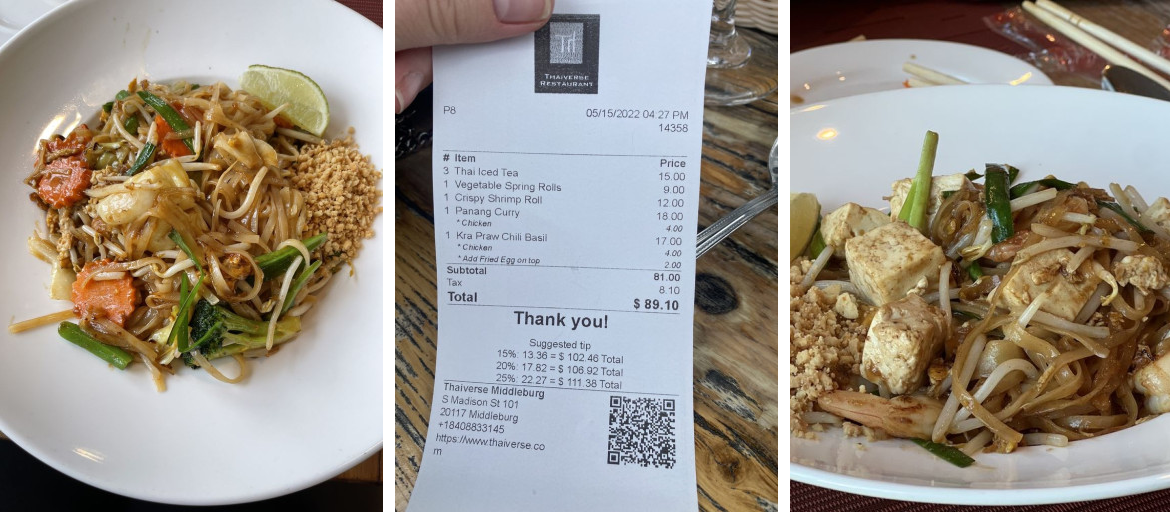 Td
THAIVERSE
RESTAURANT
P8 05/15/2022 04:27 PM
14358
# Item Price
3 Thai Iced Tea 15.00
1 Vegetable Spring Rolls 9.00
1 Crispy Shrimp Roll 12.00
1 Panang Curry 18.00
* Chicken 4.00
1 Kra Praw Chili Basil 17.00
* Chicken 4.00
* Add Fried Egg on top 2.00
Subtotal 81.00
Tax 8.10
Total $ 89.10
Thank you!
Suggested tip
15% 13.36 = $ 102.46 Total
20% 17.82 = $ 106.92 Total
25% 22.27 = $ 111.38 Total
Thaiverse Middleburg
S Madison St 101
20117 Middleburg
+18408833145
https://www.thaiverse.co
m